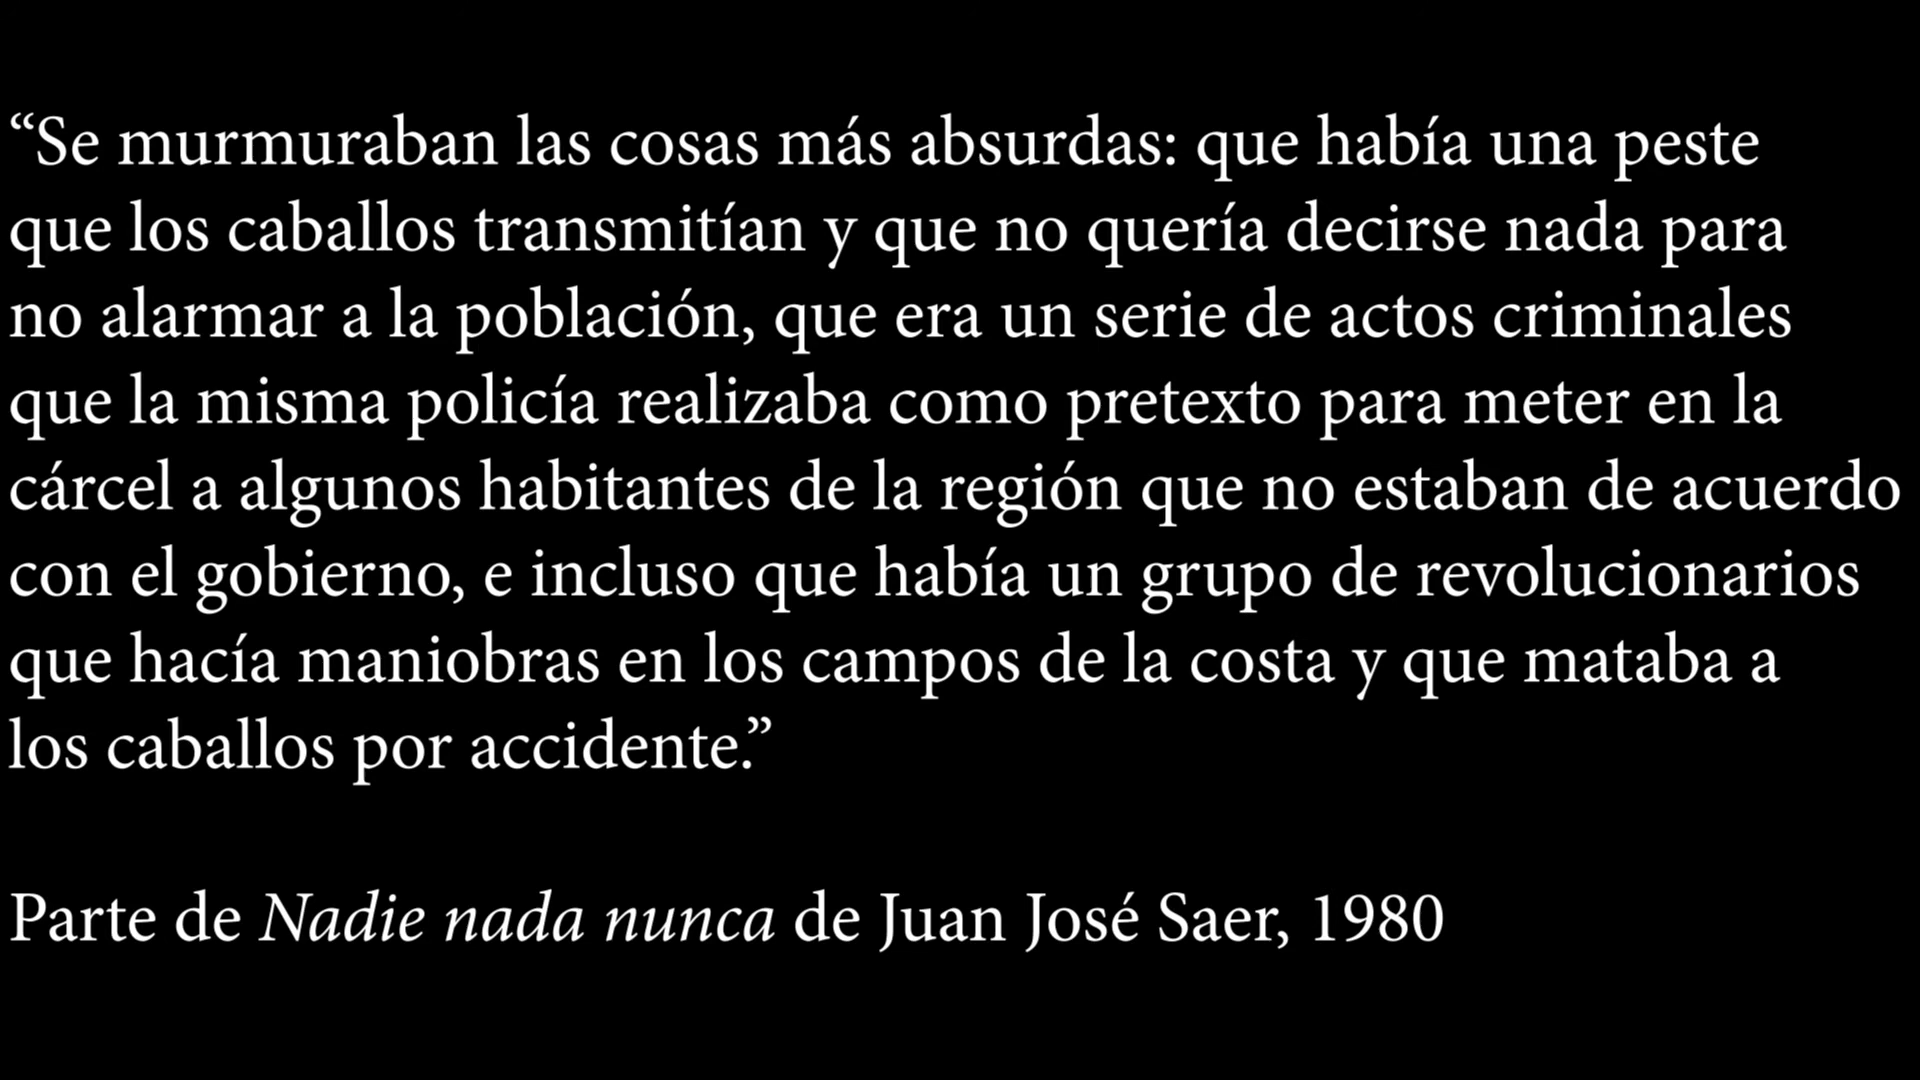 “Se murmuraban las cosas más absurdas: que había una peste
que los caballos transmitían y que no quería decirse nada para
no alarmar a la población, que era un serie de actos criminales
que la misma policía realizaba como pretexto para meter en la
cárcel a algunos habitantes de la región que no estaban de acuerdo
con el gobierno, e incluso que había un grupo de revolucionarios
que hacía maniobras en los campos de la costa y que mataba a
los caballos por accidente.”
Parte de Nadie nada nunca de Juan José Saer, 1980